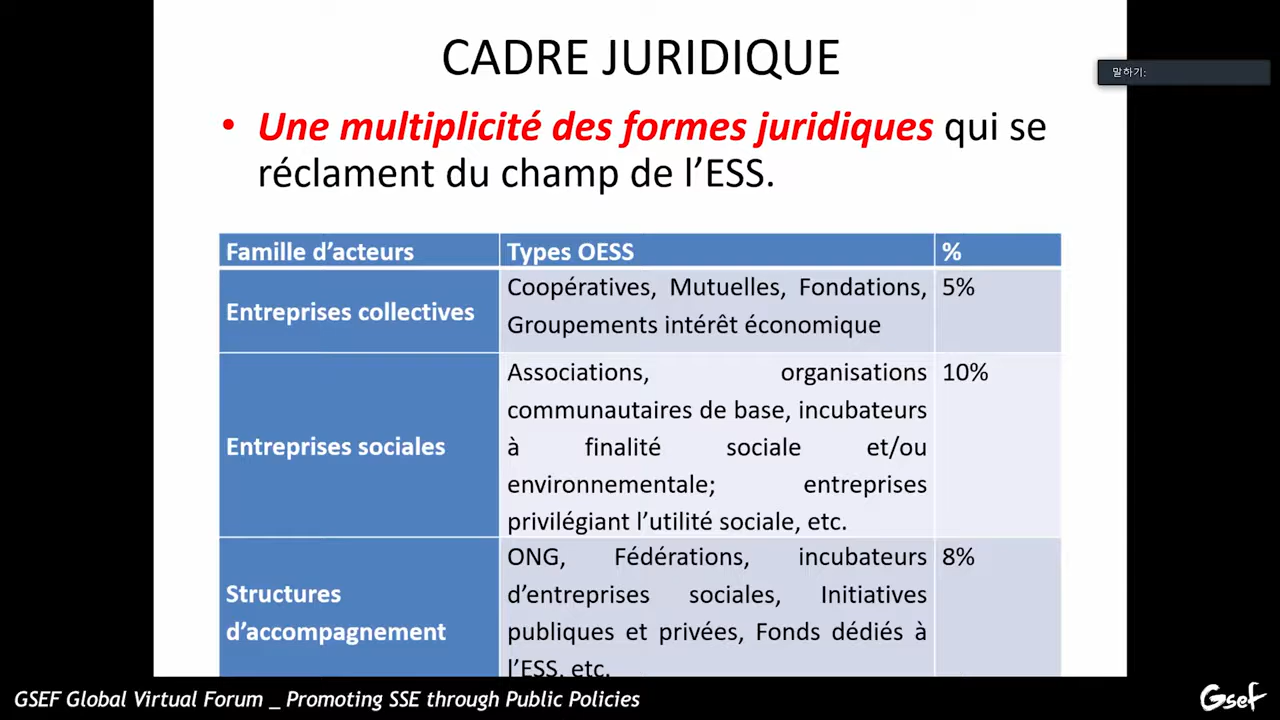 CADRE JURIDIQUE
말하기:
• Une multiplicité des formes juridiques qui se
réclament du champ de l’ESS.
Famille d’acteurs Types OESS %
Entreprises collectives
Coopératives, Mutuelles, Fondations,
Groupements intérêt économique
5%
Entreprises sociales
Associations, organisations
communautaires de base, incubateurs
à finalité sociale et/ou
environnementale; entreprises
privilégiant l’utilité sociale, etc.
10%
Structures
d’accompagnement
ONG, Fédérations, incubateurs
d’entreprises sociales, Initiatives
publiques et privées, Fonds dédiés à
l’ESS, etc.
8%
GSEF Global Virtual Forum _ Promoting SSE through Public Policies
Gsef